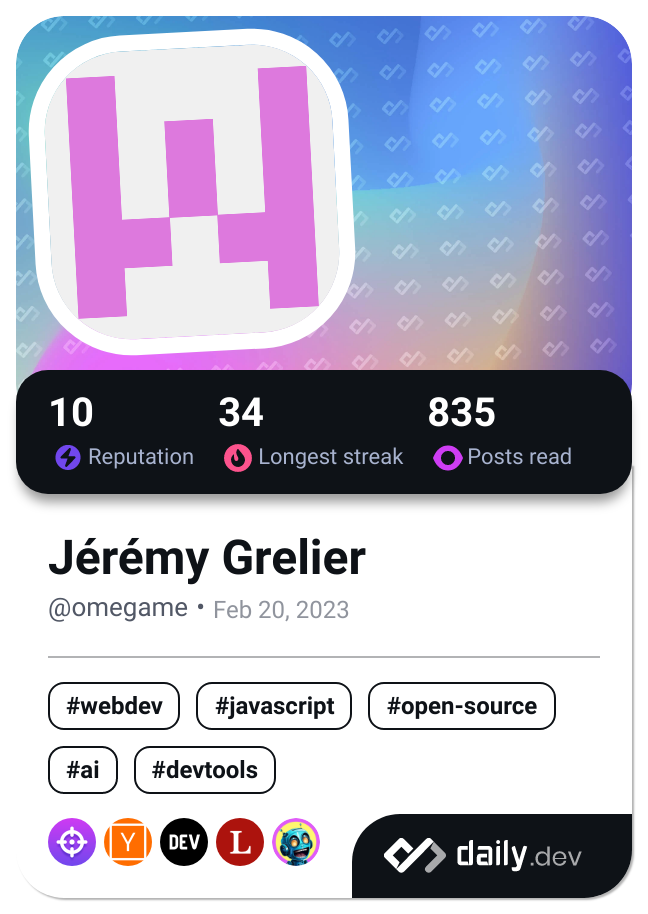 10 34 835
Reputation Longest streak Posts read
Jérémy Grelier
@omegame • Feb 20, 2023
#webdev #javascript #open-source
#ai #devtools
Y DEV L
daily.dev